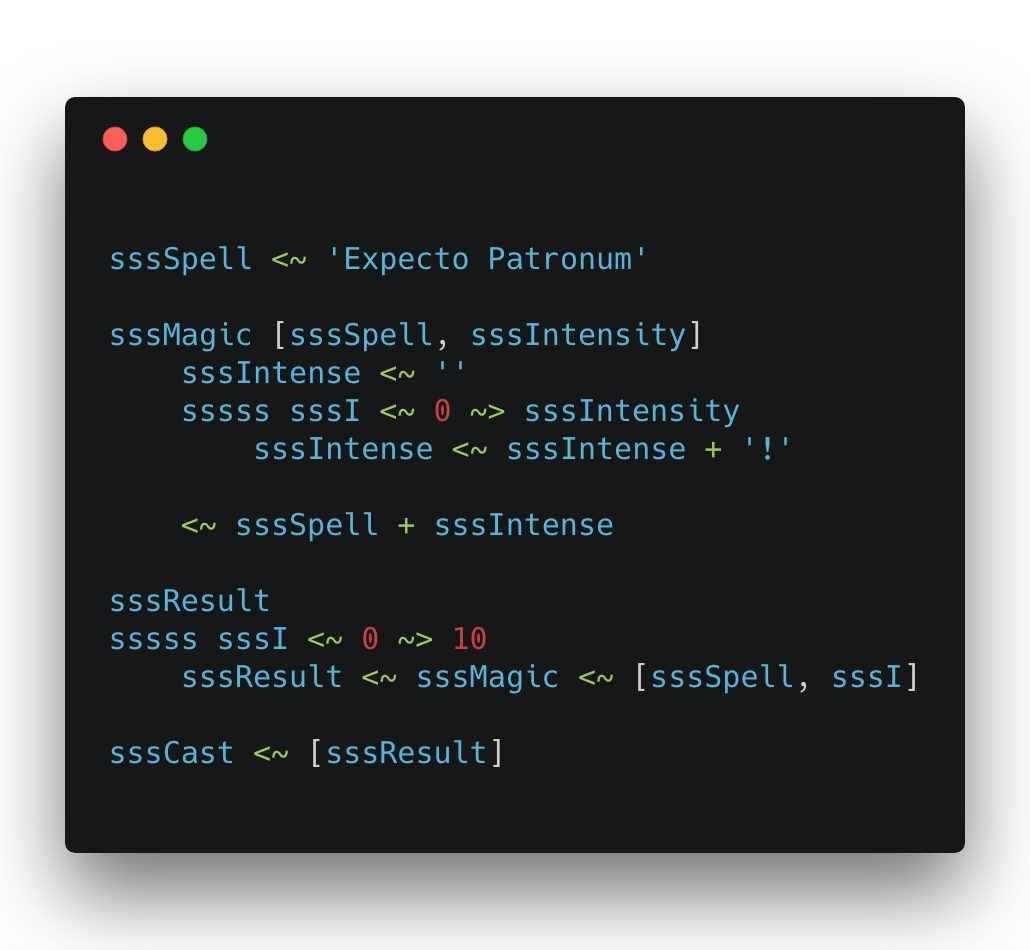 sssSpell <~ 'Expecto Patronum'
sssMagic [sssSpell, sssIntensity]
sssIntense <~ ''
sssss sssI <~ 0 ~> sssIntensity
sssIntense <~ sssIntense + '!'
<~ sssSpell + sssIntense
sssResult
sssss sssI <~ 0 ~> 10
sssResult <~ sssMagic <~ [sssSpell, sssI]
sssCast <~ [sssResult]